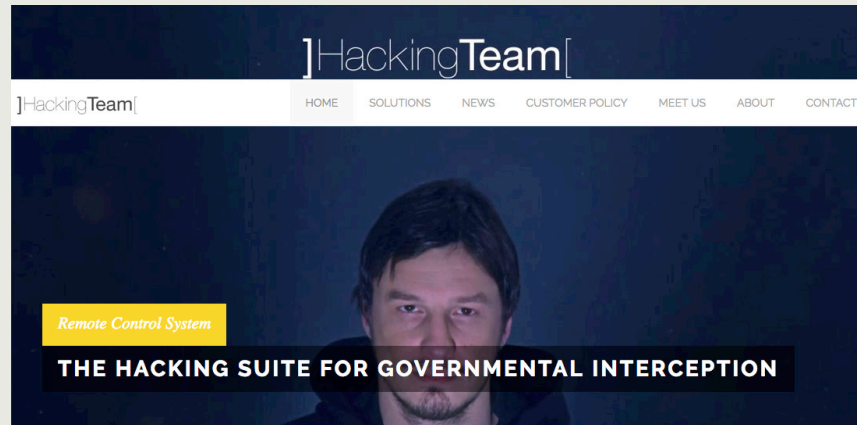 ]HackingTeam[
]HackingTeam[ HOME SOLUTIONS NEWS CUSTOMER POLICY MEET US ABOUT CONTACT
Remote Control System
THE HACKING SUITE FOR GOVERNMENTAL INTERCEPTION